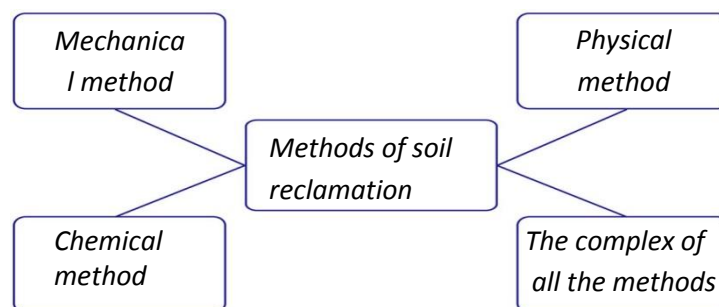 Mechanica
l method
Physical
method
Methods of soil
reclamation
Chemical
method
The complex of
all the methods